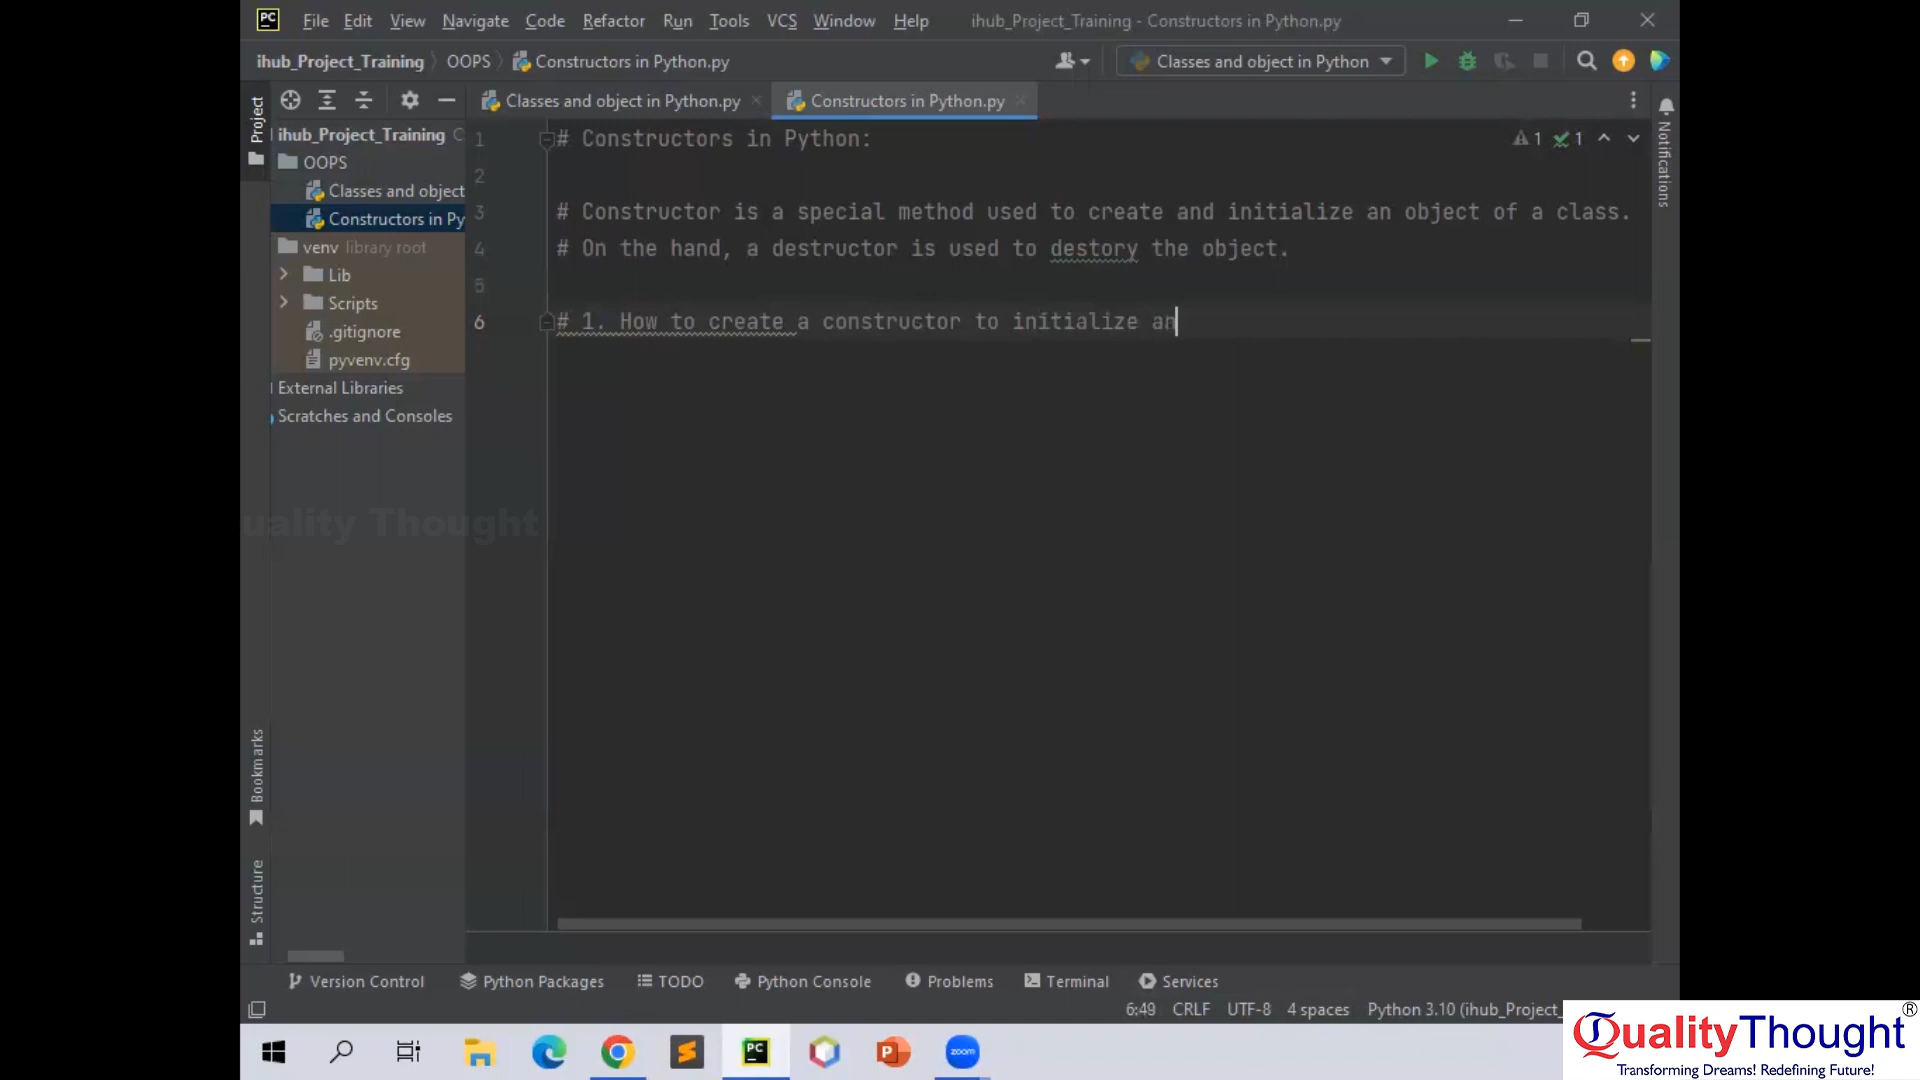 PC File Edit View Navigate Code Refactor Run Tools VCS Window Help ihub_Project_Training - Constructors in Python.py
ihub_Project_Training OOPS Constructors in Python.py Classes and object in Python
Project
Classes and object in Python.py Constructors in Python.py
Notifications
ihub_Project_Training C
OOPS
Classes and object
Constructors in Py
venv library root
Lib
Scripts
.gitignore
pyvenv.cfg
External Libraries
Scratches and Consoles
1 # Constructors in Python: 1 1
2
3 # Constructor is a special method used to create and initialize an object of a class.
4 # On the hand, a destructor is used to destory the object.
5
6 # 1. How to create a constructor to initialize an
uality Thought
Bookmarks
Structure
Version Control Python Packages TODO Python Console Problems Terminal Services
6:49 CRLF UTF-8 4 spaces Python 3.10 (ihub_Project_
PC P zoom
QualityThought®
Transforming Dreams! Redefining Future!